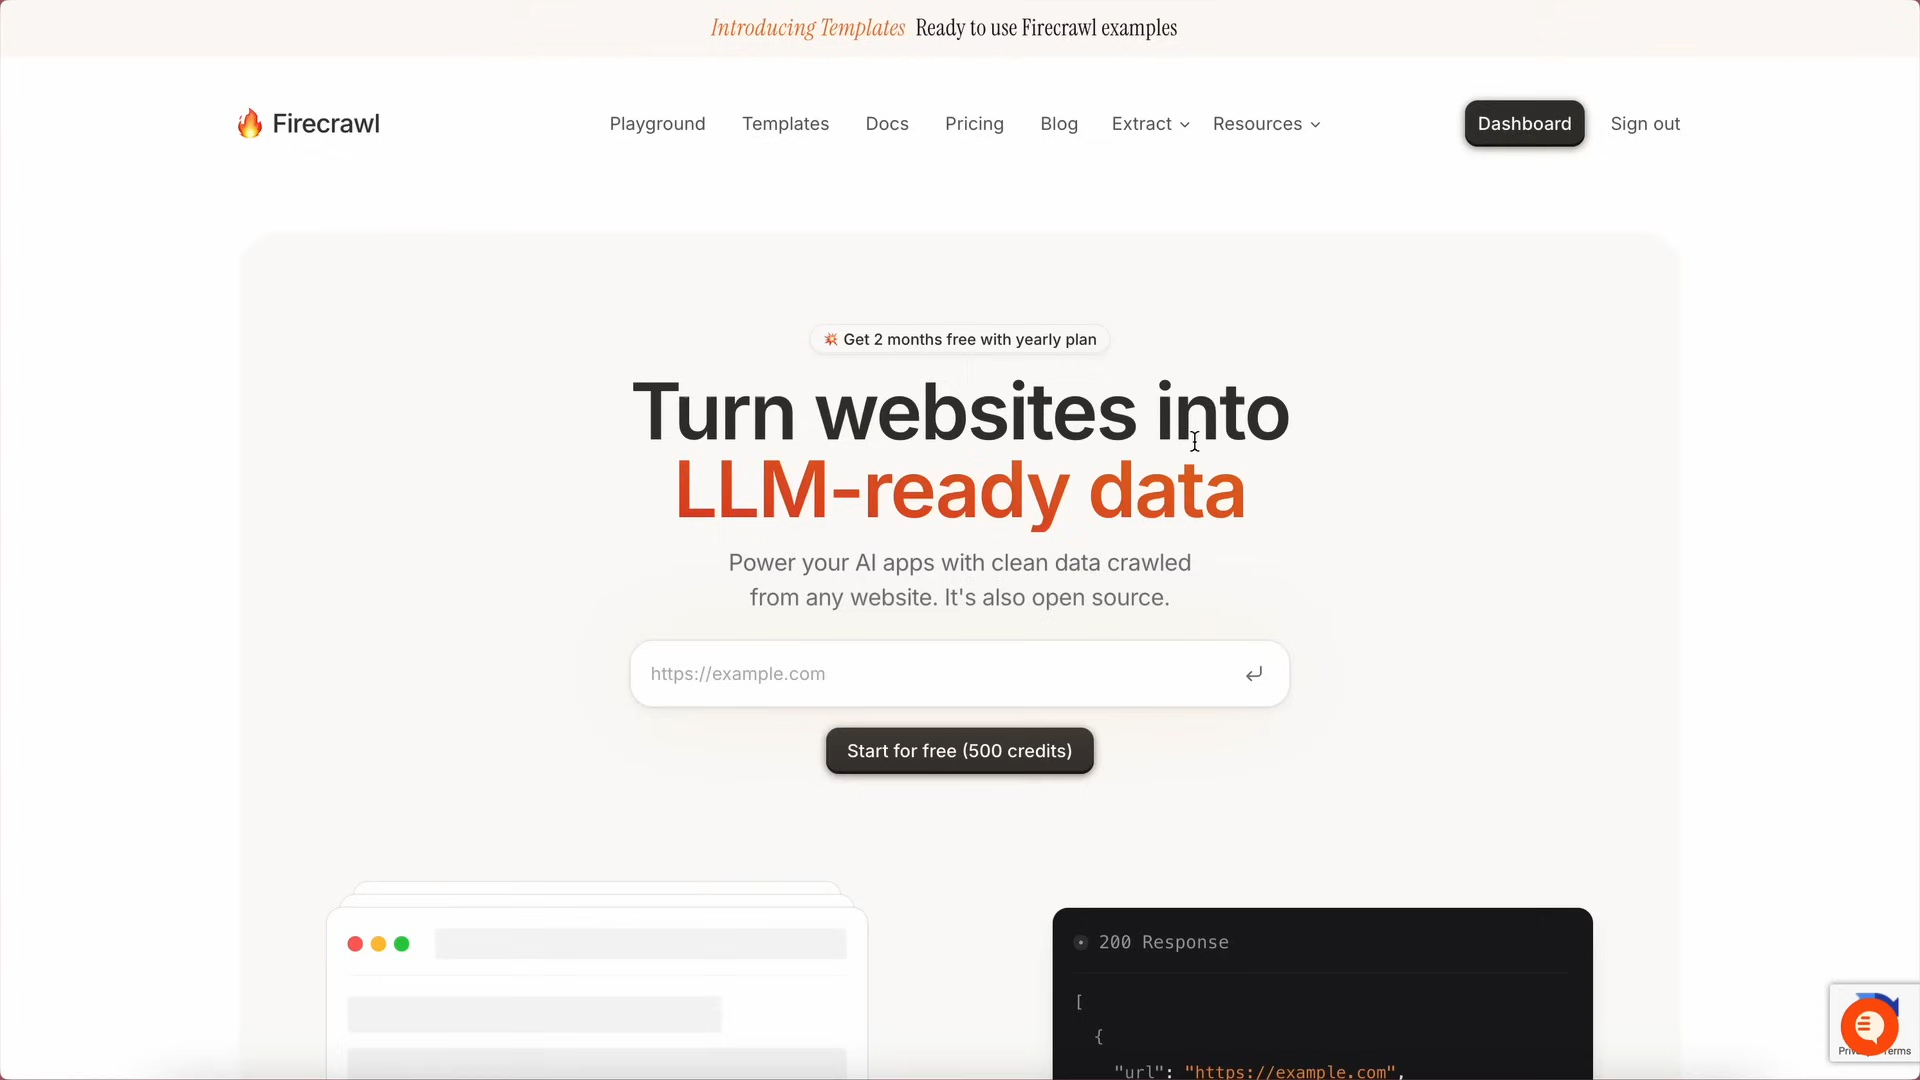 Introducing Templates Ready to use Firecrawl examples
Firecrawl
Playground Templates Docs Pricing Blog Extract Resources
Dashboard Sign out
Get 2 months free with yearly plan
Turn websites into
LLM-ready data
Power your AI apps with clean data crawled
from any website. It's also open source.
https://example.com
Start for free (500 credits)
200 Response
[
{
"url": "https://example.com",